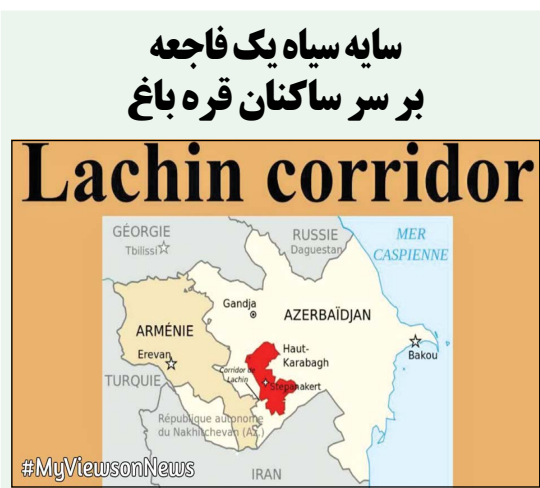 سایه سیاه یک فاجعه
بر سر ساکنان قره باغ
Lachin corridor
GÉORGIE
Tbilissi
RUSSIE
Daguestan
MER
CASPIENNE
Gandja
AZERBAÏDJAN
ARMÉNIE
Erevan
Haut-
Karabagh
Bakou
Corridor de
Lachin
Stepanakert
TURQUIE
République autonome
du Nakhitchevan (Az.)
IRAN
#MyViewsonNews